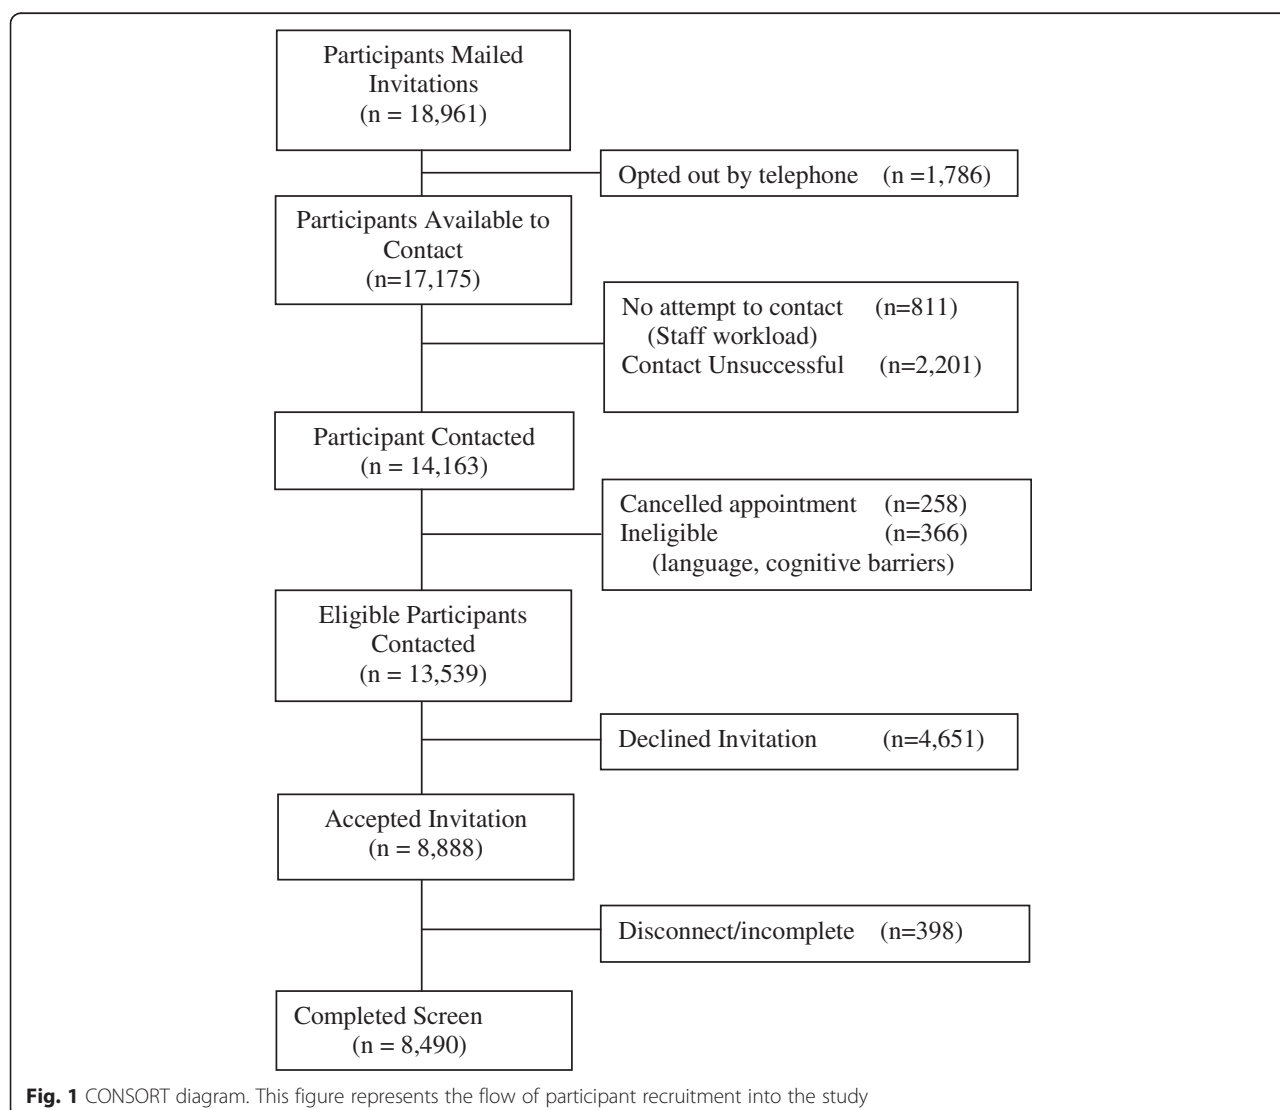 Participants Mailed
Invitations
(n = 18,961)
Opted out by telephone (n =1,786)
Participants Available to
Contact
(n=17,175)
No attempt to contact (n=811)
(Staff workload)
Contact Unsuccessful (n=2,201)
Participant Contacted
(n = 14,163)
Cancelled appointment (n=258)
Ineligible (n=366)
(language, cognitive barriers)
Eligible Participants
Contacted
(n = 13,539)
Declined Invitation (n=4,651)
Accepted Invitation
(n = 8,888)
Disconnect/incomplete (n=398)
Completed Screen
(n = 8,490)
Fig. 1 CONSORT diagram. This figure represents the flow of participant recruitment into the study